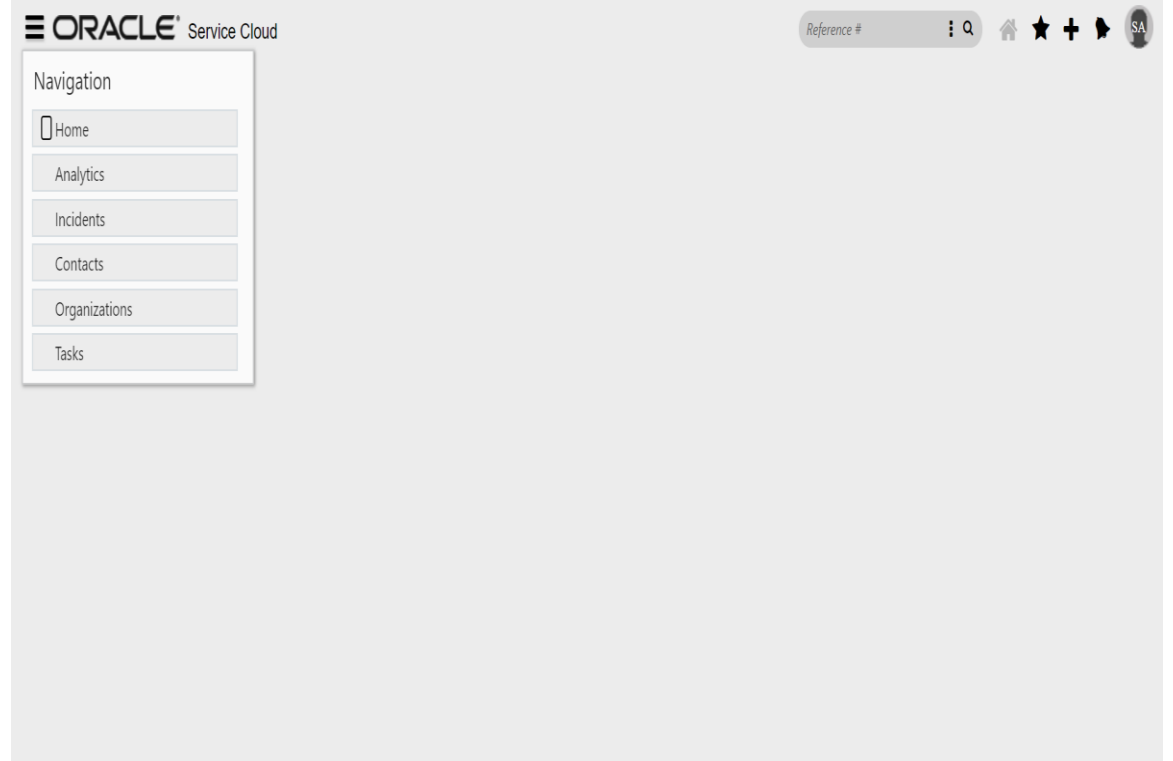 ORACLE® Service Cloud
Reference #
SA
Navigation
Home
Analytics
Incidents
Contacts
Organizations
Tasks